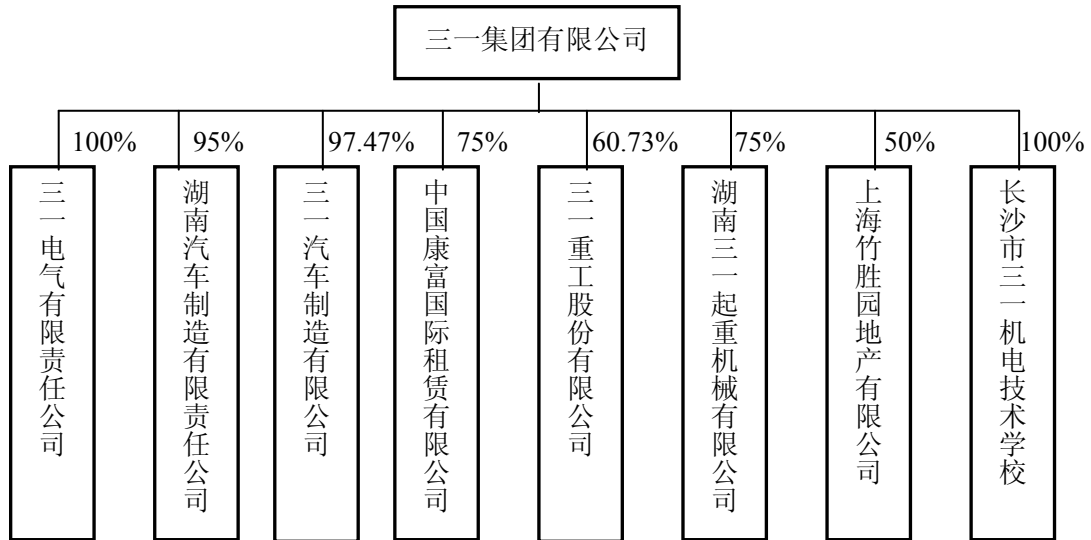 三一集团有限公司
100% 95% 97.47% 75% 60.73% 75% 50% 100%
三一电气有限责任公司
湖南汽车制造有限责任公司
三一汽车制造有限公司
中国康富国际租赁有限公司
三一重工股份有限公司
湖南三一起重机械有限公司
上海竹胜园地产有限公司
长沙市三一机电技术学校